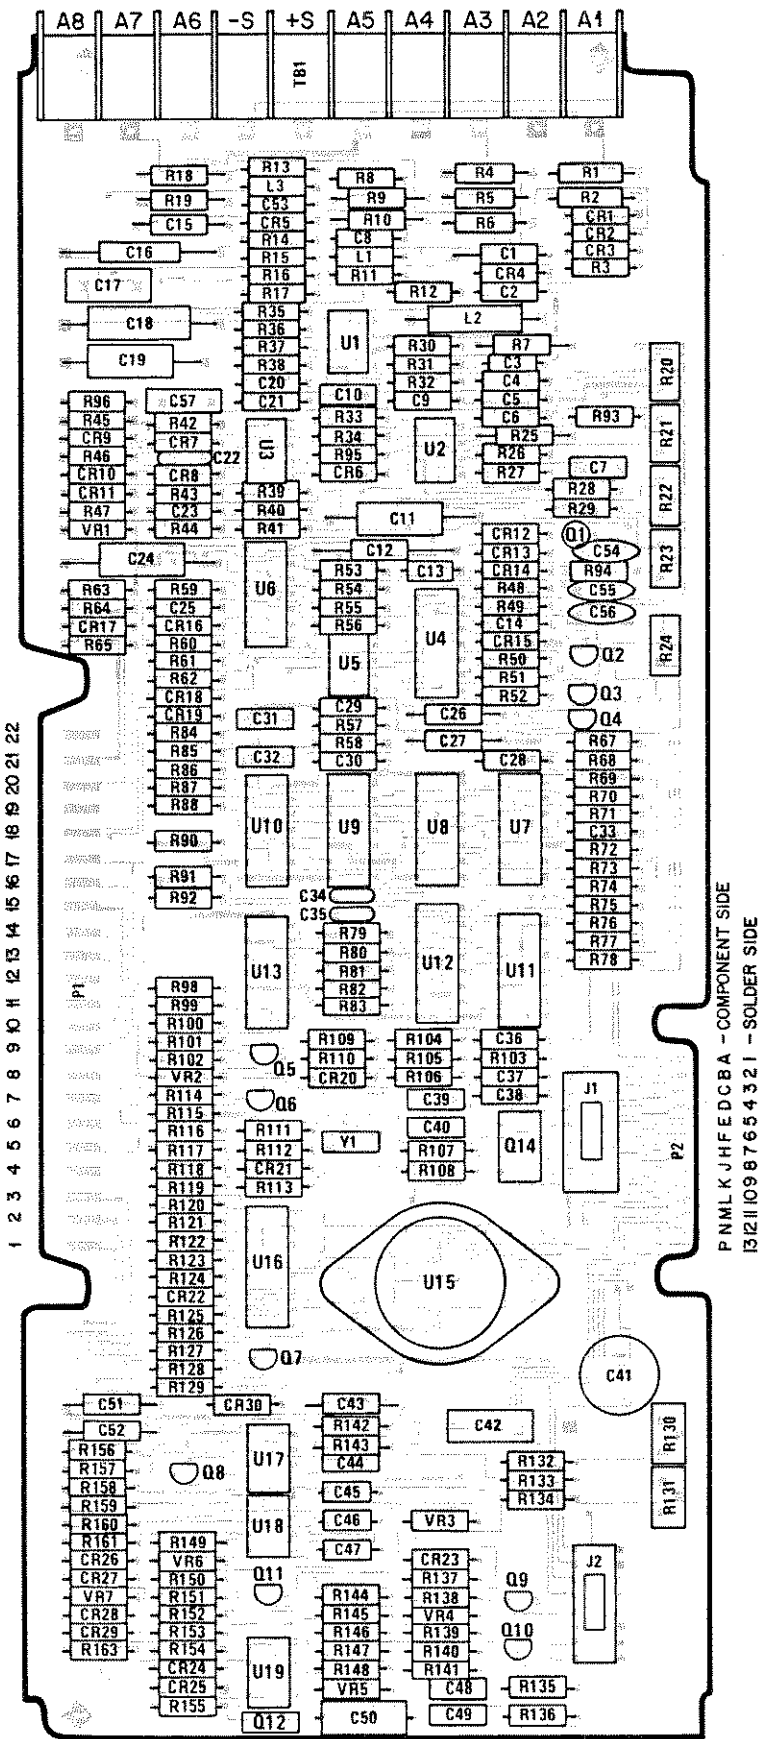 A8 A7 A6 -S +S A5 A4 A3 A2 A1
TB1
R18
R19
C15
C16
C17
C18
C19
R13
L3
C53
CR5
R14
R15
R16
R17
R35
R36
R37
R38
C20
C21
R8
R9
R10
C8
L1
R11
R12
U1
R4
R5
R6
C1
CR4
C2
L2
R1
R2
CR1
CR2
CR3
R3
R7
C3
C4
C5
C6
R25
R26
R27
R30
R31
R32
C9
C10
R33
R34
R95
CR6
U2
U3
R93
C7
R28
R29
R20
R21
R22
R23
R24
R96
R45
CR9
R46
CR10
CR11
R47
VR1
C57
R42
CR7
C22
CR8
R43
C23
R44
R39
R40
R41
C11
C12
C13
C24
U6
Q1
C54
R94
C55
C56
CR12
CR13
CR14
R48
R49
C14
CR15
R50
R51
R52
R53
R54
R55
R56
U5
U4
Q2
Q3
Q4
R63
R64
CR17
R65
R59
C25
CR16
R60
R61
R62
CR18
CR19
R84
R85
R86
R87
R88
R90
R91
R92
C31
C32
C29
R57
R58
C30
C26
C27
C28
R67
R68
R69
R70
R71
C33
R72
R73
R74
R75
R76
R77
R78
U10
U9
U8
U7
C34
C35
R79
R80
R81
R82
R83
U13
U12
U11
1 2 3 4 5 6 7 8 9 10 11 12 13 14 15 16 17 18 19 20 21 22
P1
R98
R99
R100
R101
R102
VR2
R114
R115
R116
R117
R118
R119
R120
R121
R122
R123
R124
CR22
R125
R126
R127
R128
R129
Q5
Q6
R109
R110
CR20
R104
R105
R106
C36
R103
C37
C38
C39
C40
R107
R108
Q14
J1
P2
P N M L K J H F E D C B A - COMPONENT SIDE
13 12 11 10 9 8 7 6 5 4 3 2 1 - SOLDER SIDE
R111
R112
CR21
R113
Y1
U16
U15
Q7
C41
C51
C52
CR30
C43
R142
R143
C44
C42
R130
R131
R132
R133
R134
U17
Q8
U18
C45
C46
C47
VR3
R156
R157
R158
R159
R160
R161
CR26
CR27
VR7
CR28
CR29
R163
R149
VR6
R150
R151
R152
R153
R154
CR24
CR25
R155
Q11
U19
Q12
R144
R145
R146
R147
R148
VR5
C50
CR23
R137
R138
VR4
R139
R140
R141
C48
C49
Q9
Q10
R135
R136
J2